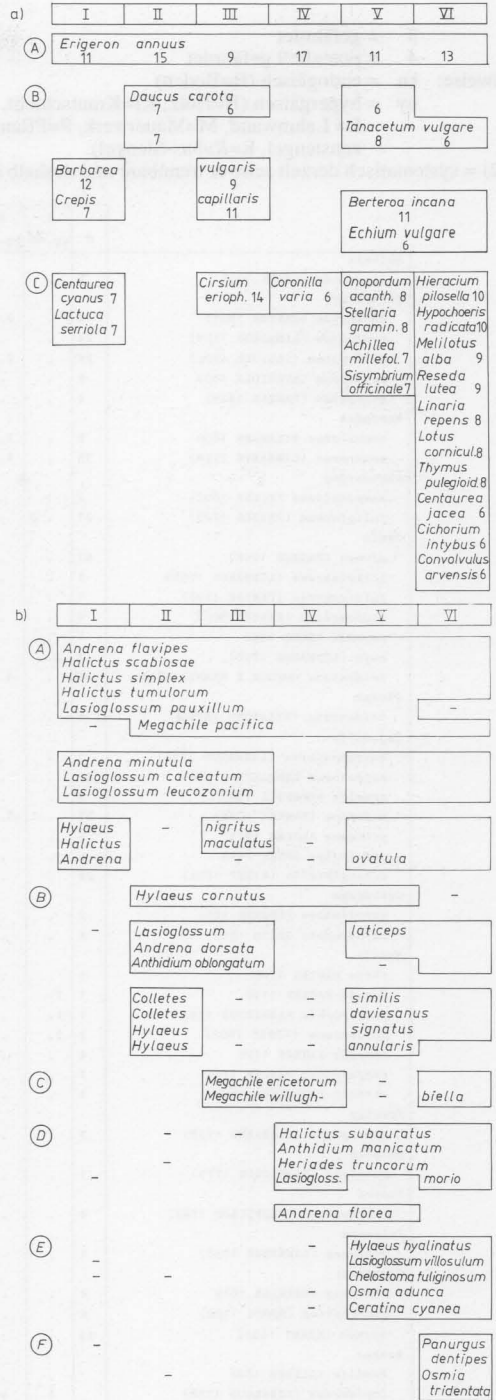 a) I II III IV V VI
A Erigeron annuus
11 15 9 17 11 13
B Daucus carota 6
7 6 Tanacetum vulgare
8 6
Barbarea vulgaris
12 9
Crepis capillaris
7 11
Berteroa incana
11
Echium vulgare
6
C Centaurea Cirsium Coronilla Onopordum Hieracium
cyanus 7 erioph. 14 varia 6 acanth. 8 pilosella 10
Lactuca Stellaria Hypochoeris
serriola 7 gramin. 8 radicata 10
Achillea Melilotus
millefol. 7 alba 9
Sisymbrium Reseda
officinale 7 lutea 9
Linaria
repens 8
Lotus
cornicul. 8
Thymus
pulegioid. 8
Centaurea
jacea 6
Cichorium
intybus 6
Convolvulus
arvensis 6
b) I II III IV V VI
A Andrena flavipes
Halictus scabiosae
Halictus simplex
Halictus tumulorum
Lasioglossum pauxillum –
– Megachile pacifica
Andrena minutula
Lasioglossum calceatum
Lasioglossum leucozonium
Hylaeus – nigritus
Halictus maculatus –
Andrena – ovatula
B Hylaeus cornutus –
– Lasioglossum laticeps
Andrena dorsata
Anthidium oblongatum –
Colletes – – similis
Colletes daviesanus
Hylaeus signatus
Hylaeus – – annularis
C Megachile ericetorum –
Megachile willugh- – biella
D – – Halictus subauratus
Anthidium manicatum
– Heriades truncorum
– Lasiogloss. morio
Andrena florea
E – Hylaeus hyalinatus
– Lasioglossum villosulum
– – Chelostoma fuliginosum
– Osmia adunca
– Ceratina cyanea
F – Panurgus
dentipes
– Osmia
tridentata